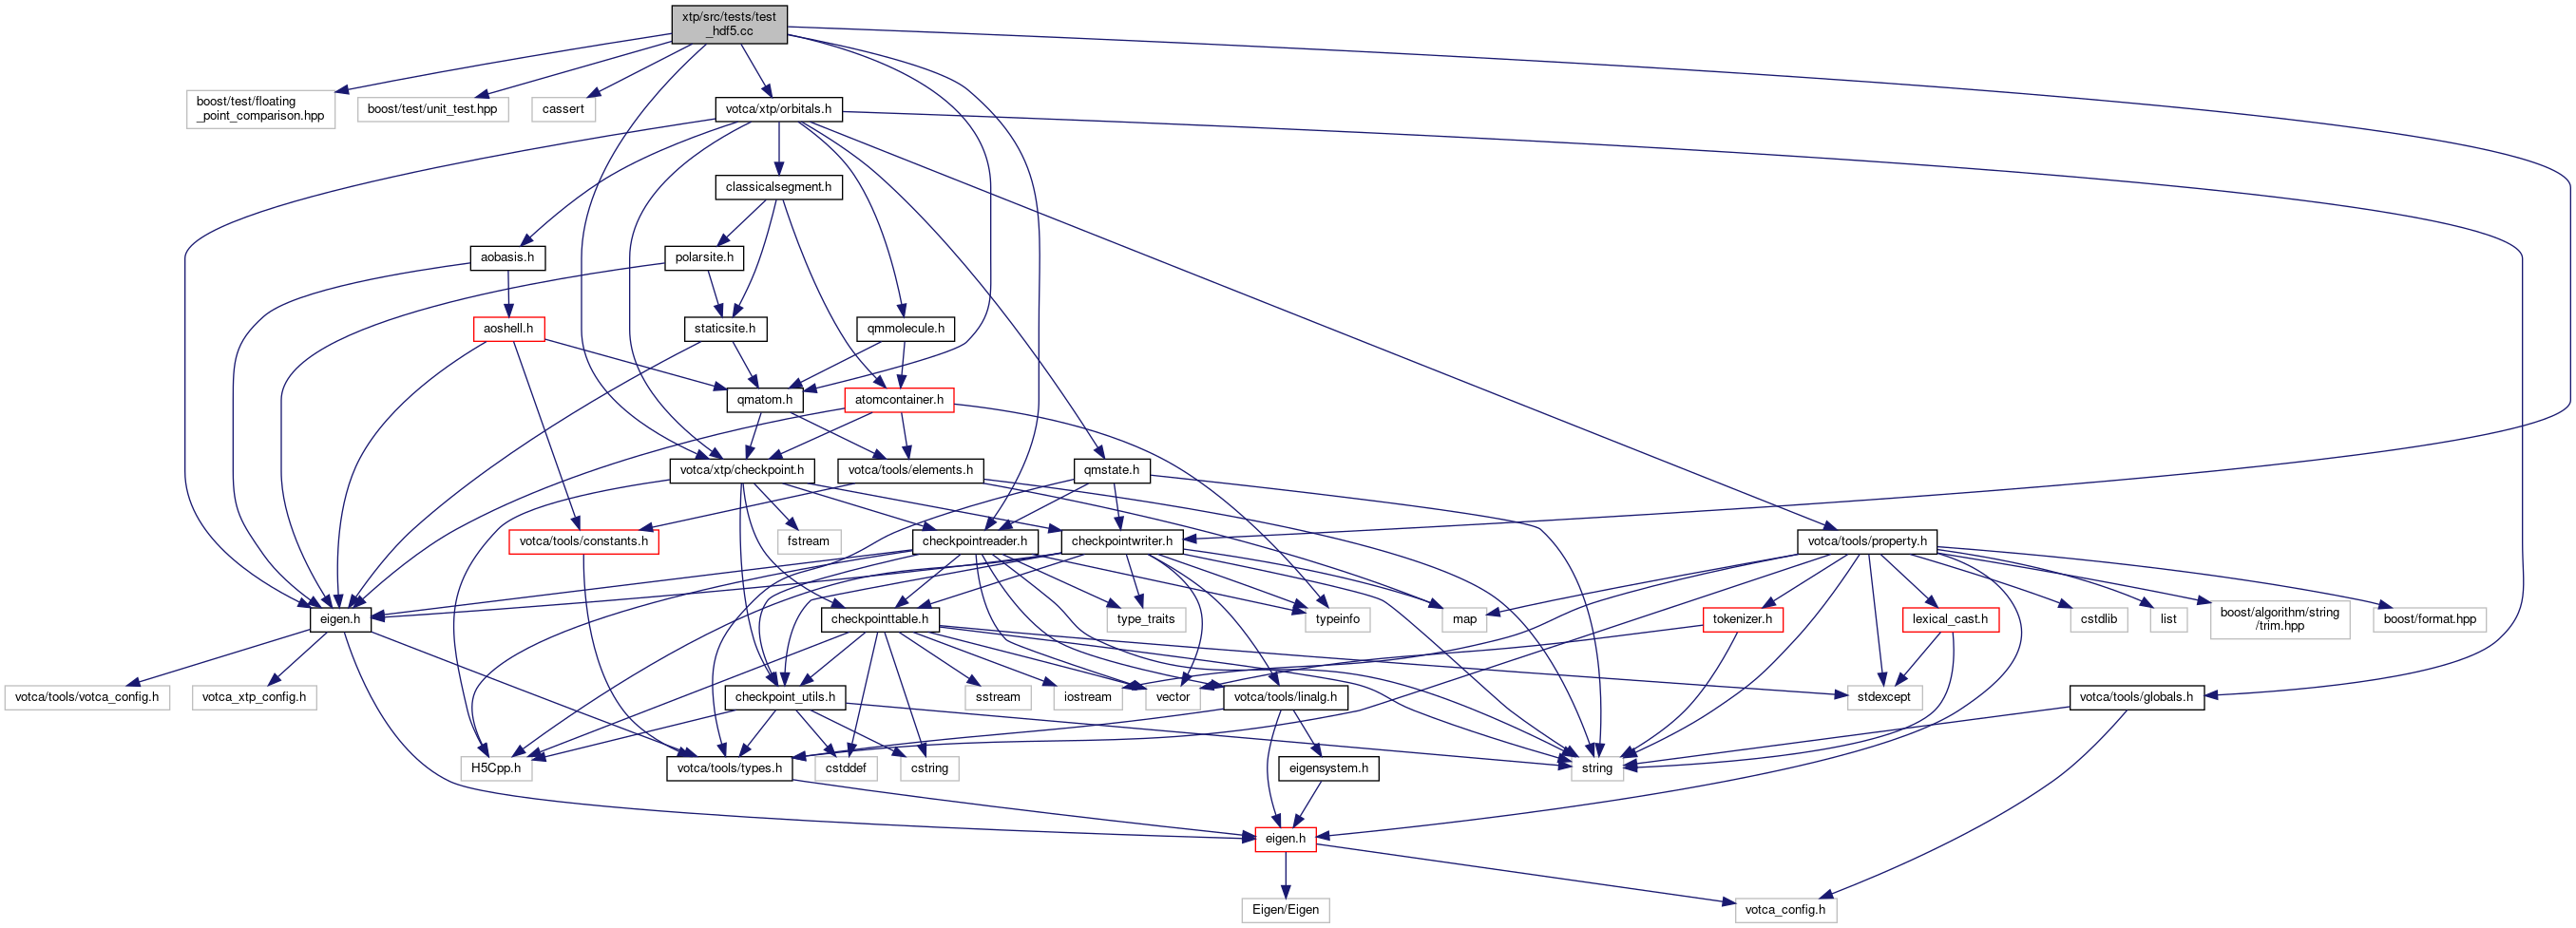 xtp/src/tests/test
_hdf5.cc
boost/test/floating
_point_comparison.hpp
boost/test/unit_test.hpp
cassert
votca/xtp/orbitals.h
classicalsegment.h
aobasis.h
polarsite.h
aoshell.h
staticsite.h
qmmolecule.h
qmatom.h
atomcontainer.h
votca/xtp/checkpoint.h
votca/tools/elements.h
qmstate.h
votca/tools/constants.h
fstream
checkpointreader.h
checkpointwriter.h
votca/tools/property.h
eigen.h
checkpointtable.h
type_traits
typeinfo
map
tokenizer.h
lexical_cast.h
cstdlib
list
boost/algorithm/string
/trim.hpp
boost/format.hpp
votca/tools/votca_config.h
votca_xtp_config.h
checkpoint_utils.h
sstream
iostream
vector
votca/tools/linalg.h
stdexcept
votca/tools/globals.h
H5Cpp.h
votca/tools/types.h
cstddef
cstring
eigensystem.h
string
eigen.h
Eigen/Eigen
votca_config.h